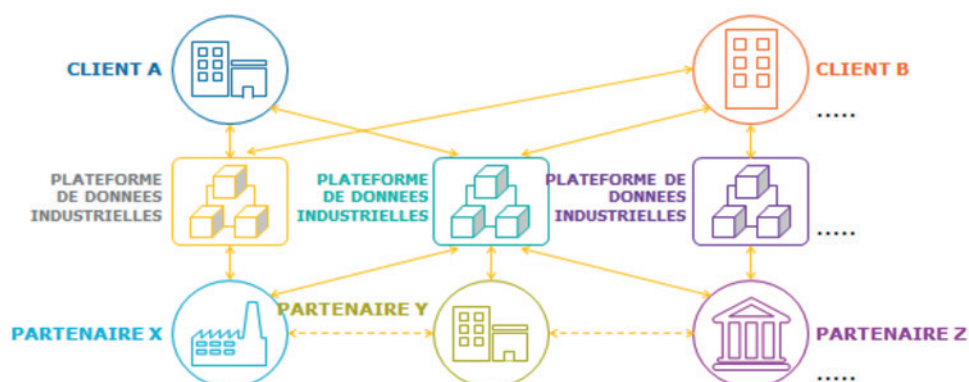 CLIENT A
CLIENT B
.....
PLATEFORME
DE DONNEES
INDUSTRIELLES
PLATEFORME
DE DONNEES
INDUSTRIELLES
PLATEFORME DE
DONNEES
INDUSTRIELLES
.....
PARTENAIRE X
PARTENAIRE Y
PARTENAIRE Z
.....